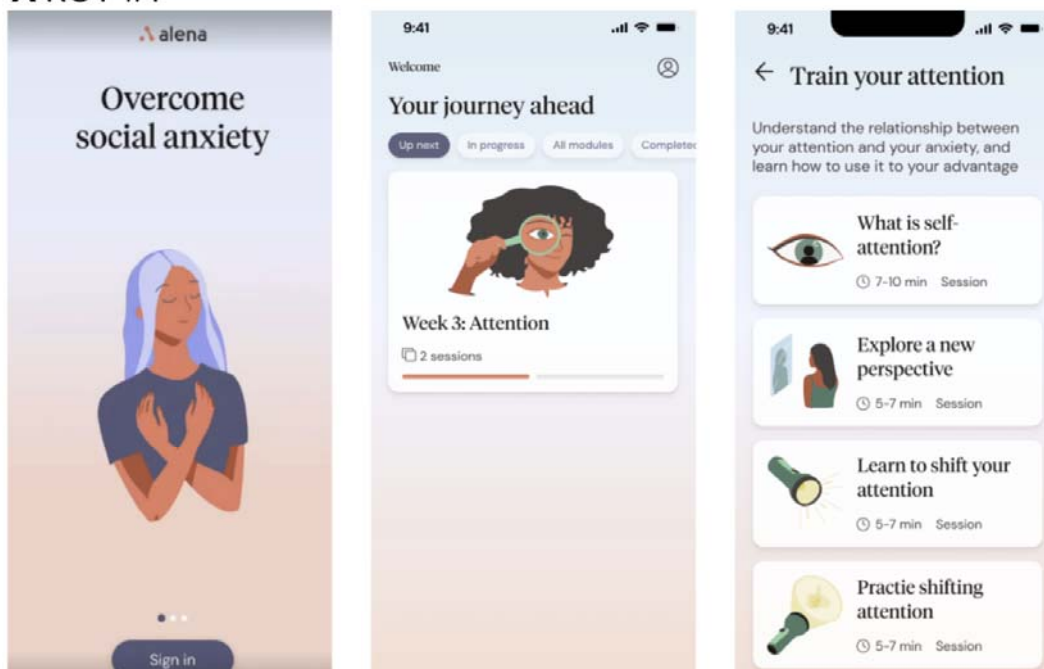 alena
Overcome
social anxiety
Sign in
9:41
Welcome
Your journey ahead
Up next In progress All modules Completed
Week 3: Attention
2 sessions
9:41
← Train your attention
Understand the relationship between
your attention and your anxiety, and
learn how to use it to your advantage
What is self-
attention?
7-10 min Session
Explore a new
perspective
5-7 min Session
Learn to shift your
attention
5-7 min Session
Practie shifting
attention
5-7 min Session